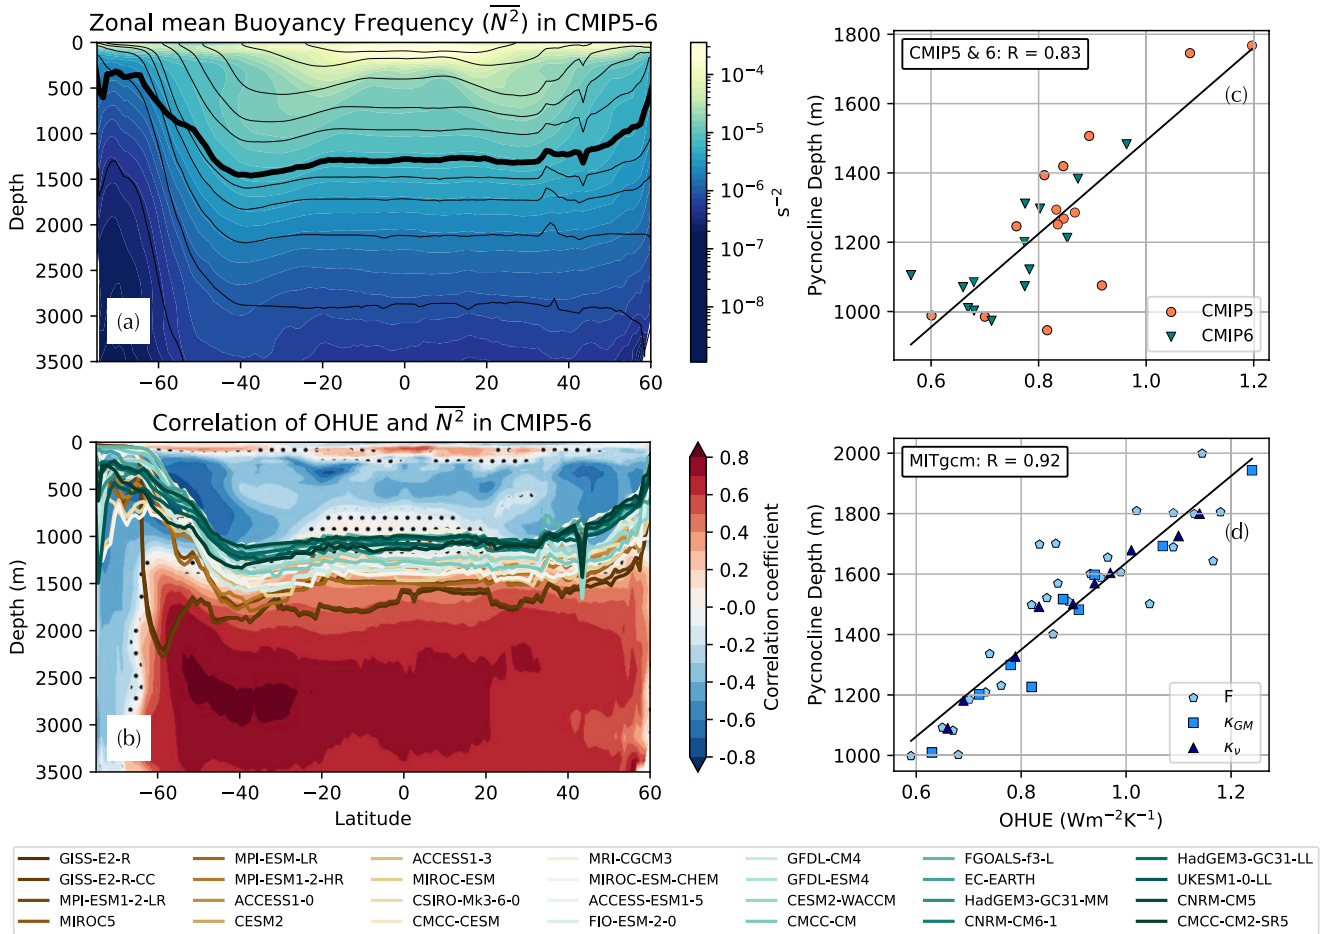 Zonal mean Buoyancy Frequency (N²) in CMIP5-6
0
500
1000
1500
2000
2500
3000
3500
Depth
(a)
−60
−40
−20
0
20
40
60
10⁻⁴
10⁻⁵
10⁻⁶
10⁻⁷
10⁻⁸
s⁻²
CMIP5 & 6: R = 0.83
(c)
1800
1600
1400
1200
1000
Pycnocline Depth (m)
CMIP5
CMIP6
0.6
0.8
1.0
1.2
Correlation of OHUE and N² in CMIP5-6
0
500
1000
1500
2000
2500
3000
3500
Depth (m)
(b)
−60
−40
−20
0
20
40
60
Latitude
0.8
0.6
0.4
0.2
-0.0
-0.2
-0.4
-0.6
-0.8
Correlation coefficient
MITgcm: R = 0.92
(d)
2000
1800
1600
1400
1200
1000
Pycnocline Depth (m)
F
κGM
κν
0.6
0.8
1.0
1.2
OHUE (Wm⁻²K⁻¹)
GISS-E2-R
GISS-E2-R-CC
MPI-ESM1-2-LR
MIROC5
MPI-ESM-LR
MPI-ESM1-2-HR
ACCESS1-0
CESM2
ACCESS1-3
MIROC-ESM
CSIRO-Mk3-6-0
CMCC-CESM
MRI-CGCM3
MIROC-ESM-CHEM
ACCESS-ESM1-5
FIO-ESM-2-0
GFDL-CM4
GFDL-ESM4
CESM2-WACCM
CMCC-CM
FGOALS-f3-L
EC-EARTH
HadGEM3-GC31-MM
CNRM-CM6-1
HadGEM3-GC31-LL
UKESM1-0-LL
CNRM-CM5
CMCC-CM2-SR5